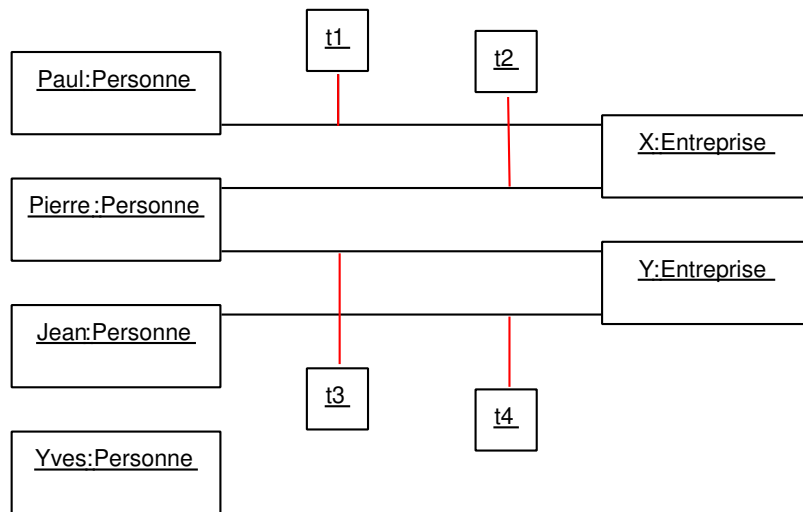 t1
t2
Paul:Personne
X:Entreprise
Pierre:Personne
Y:Entreprise
Jean:Personne
t3
t4
Yves:Personne